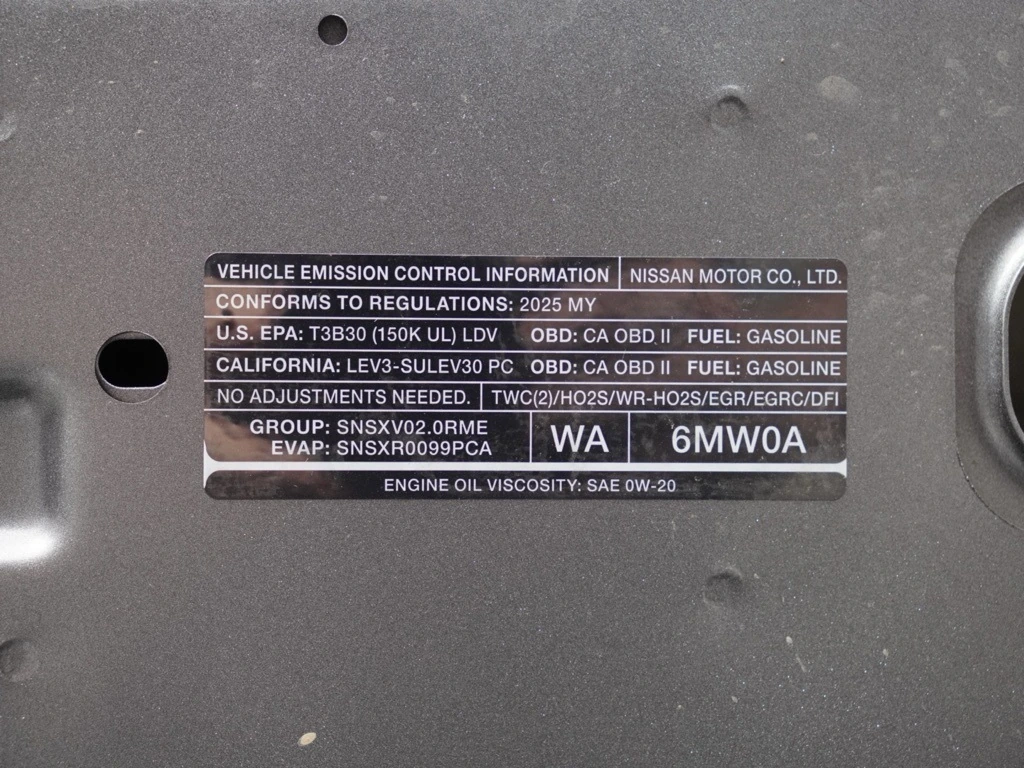 VEHICLE EMISSION CONTROL INFORMATION NISSAN MOTOR CO., LTD.
CONFORMS TO REGULATIONS: 2025 MY
U.S. EPA: T3B30 (150K UL) LDV OBD: CA OBD II FUEL: GASOLINE
CALIFORNIA: LEV3-SULEV30 PC OBD: CA OBD II FUEL: GASOLINE
NO ADJUSTMENTS NEEDED. TWC(2)/HO2S/WR-HO2S/EGR/EGRC/DFI
GROUP: SNSXV02.0RME
EVAP: SNSXR0099PCA
WA
6MW0A
ENGINE OIL VISCOSITY: SAE 0W-20